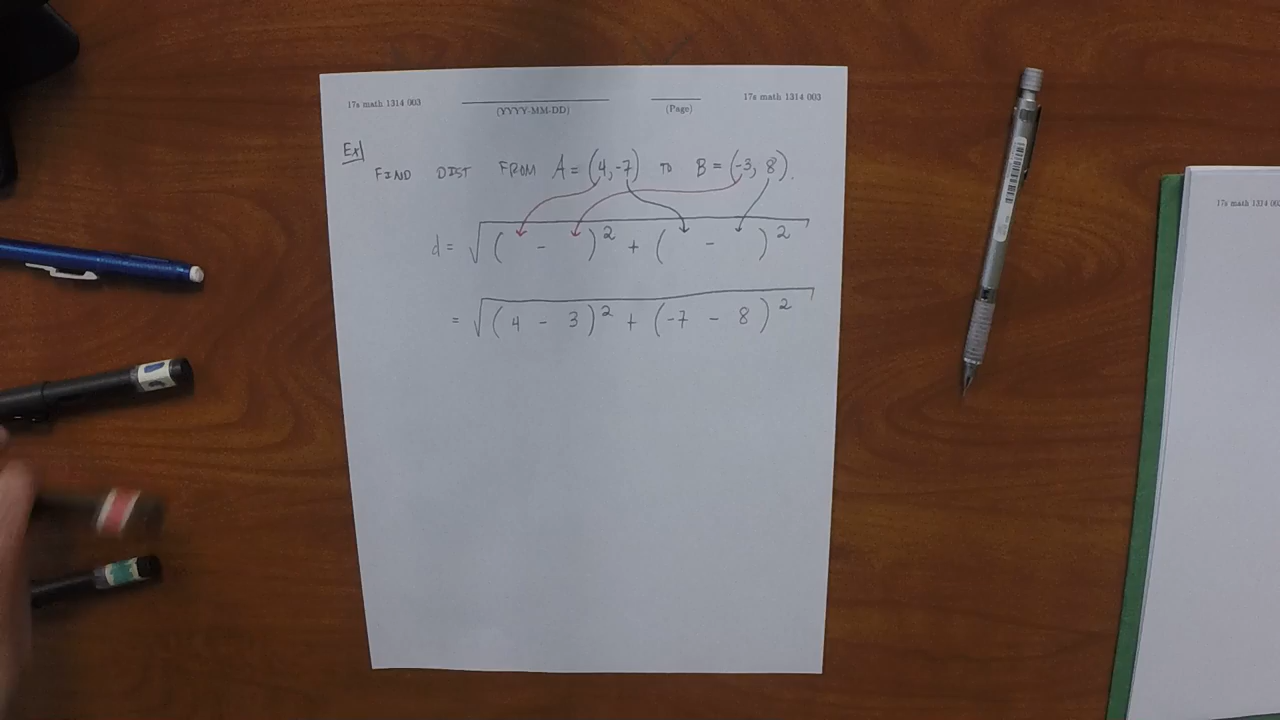 17s math 1314 003 (YYYY-MM-DD) (Page) 17s math 1314 003
Ex)
FIND DIST FROM A = (4,-7) TO B = (-3, 8).
d = √( - )² + ( - )²
= √(4 - 3)² + (-7 - 8)²
17s math 1314 003